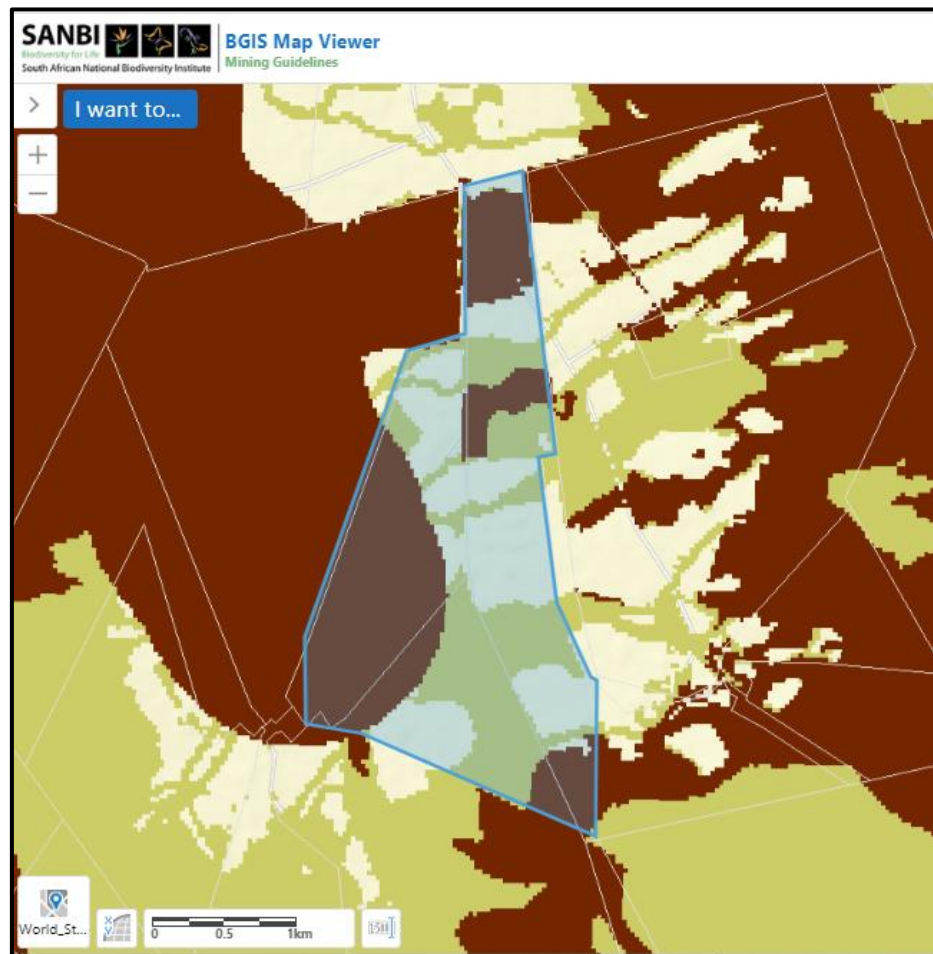 SANBI
Biodiversity for Life
South African National Biodiversity Institute
BGIS Map Viewer
Mining Guidelines
I want to...
World_St...
0 0.5 1km